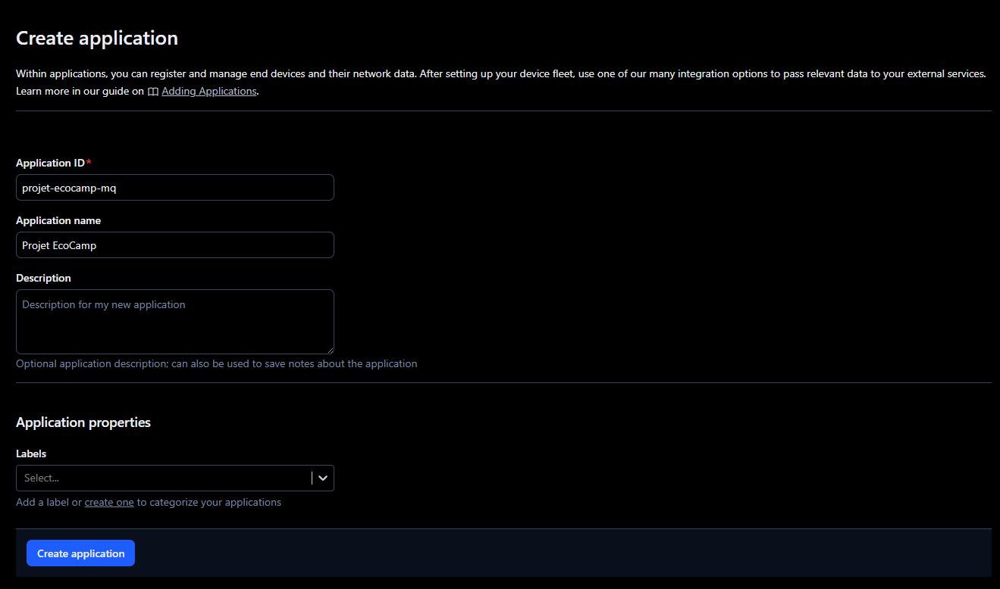 Create application
Within applications, you can register and manage end devices and their network data. After setting up your device fleet, use one of our many integration options to pass relevant data to your external services.
Learn more in our guide on Adding Applications.
Application ID*
projet-ecocamp-mq
Application name
Projet EcoCamp
Description
Description for my new application
Optional application description; can also be used to save notes about the application
Application properties
Labels
Select...
Add a label or create one to categorize your applications
Create application